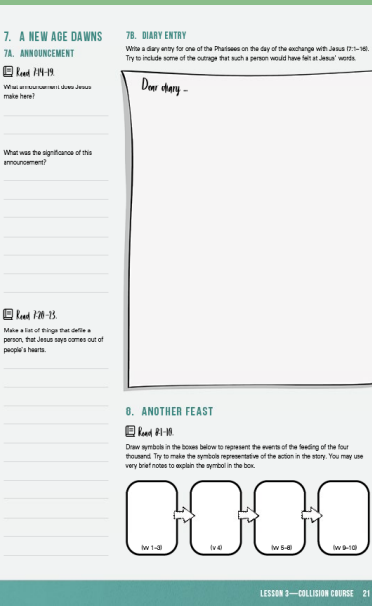 7. A NEW AGE DAWNS
7A. ANNOUNCEMENT
Read 7:14–19.
What announcement does Jesus
make here?
What was the significance of this
announcement?
Read 7:20–23.
Make a list of things that defile a
person, that Jesus says comes out of
people's hearts.
7B. DIARY ENTRY
Write a diary entry for one of the Pharisees on the day of the exchange with Jesus (7:1–16).
Try to include some of the outrage that such a person would have felt at Jesus' words.
Dear diary ...
8. ANOTHER FEAST
Read 8:1–10.
Draw symbols in the boxes below to represent the events of the feeding of the four
thousand. Try to make the symbols representative of the action in the story. You may use
very brief notes to explain the symbol in the box.
(vv 1–3) (v 4) (vv 5–8) (vv 9–10)
LESSON 3—COLLISION COURSE 21